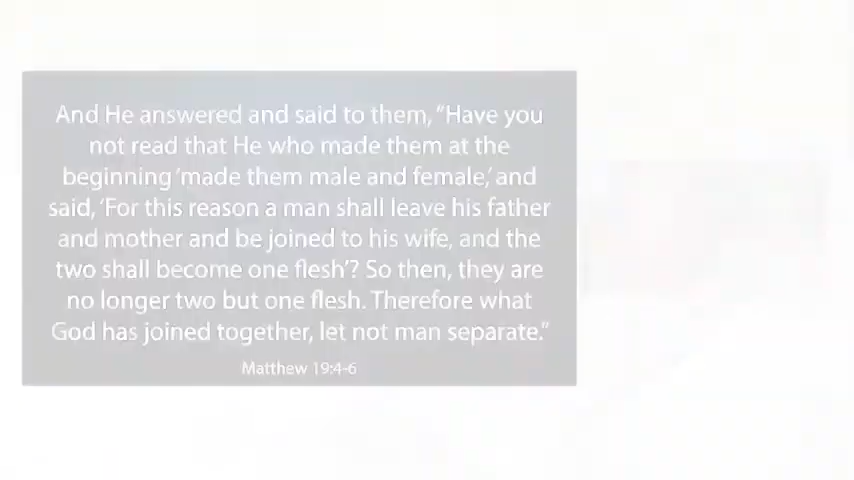 And He answered and said to them, “Have you
not read that He who made them at the
beginning ‘made them male and female,’ and
said, ‘For this reason a man shall leave his father
and mother and be joined to his wife, and the
two shall become one flesh’? So then, they are
no longer two but one flesh. Therefore what
God has joined together, let not man separate.”
Matthew 19:4-6